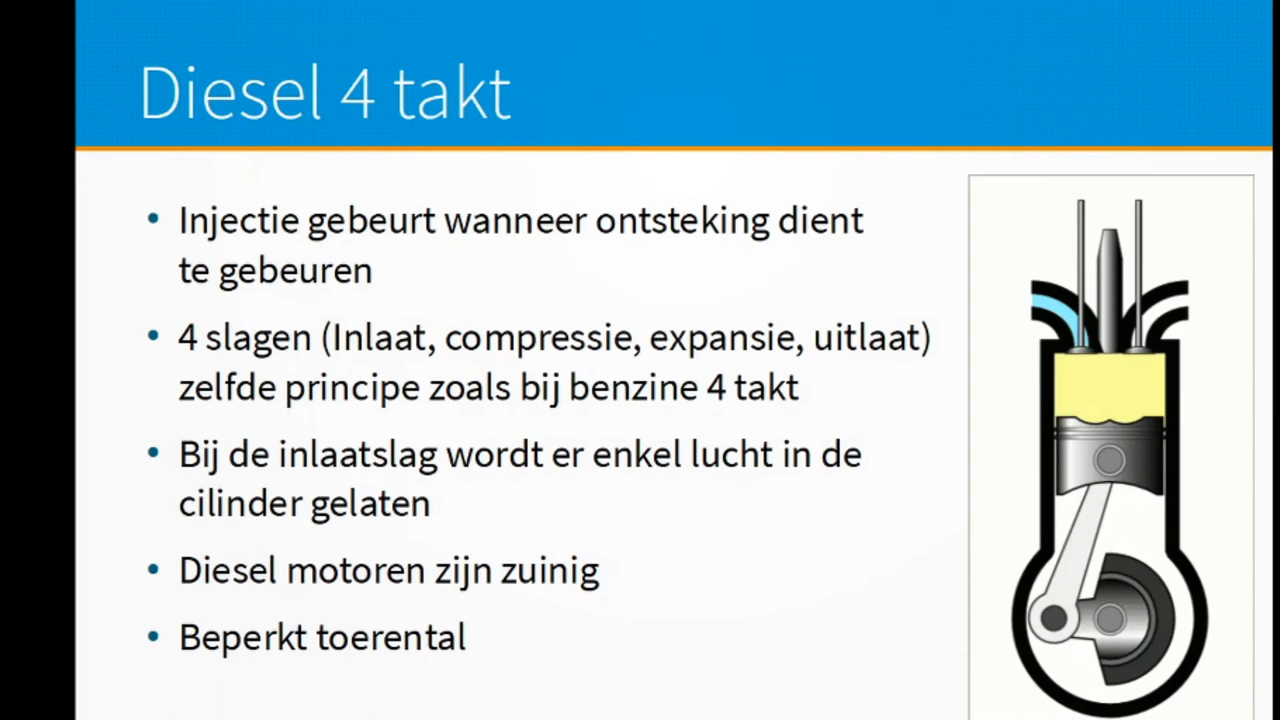 Diesel 4 takt
• Injectie gebeurt wanneer ontsteking dient
te gebeuren
• 4 slagen (Inlaat, compressie, expansie, uitlaat)
zelfde principe zoals bij benzine 4 takt
• Bij de inlaatslag wordt er enkel lucht in de
cilinder gelaten
• Diesel motoren zijn zuinig
• Beperkt toerental